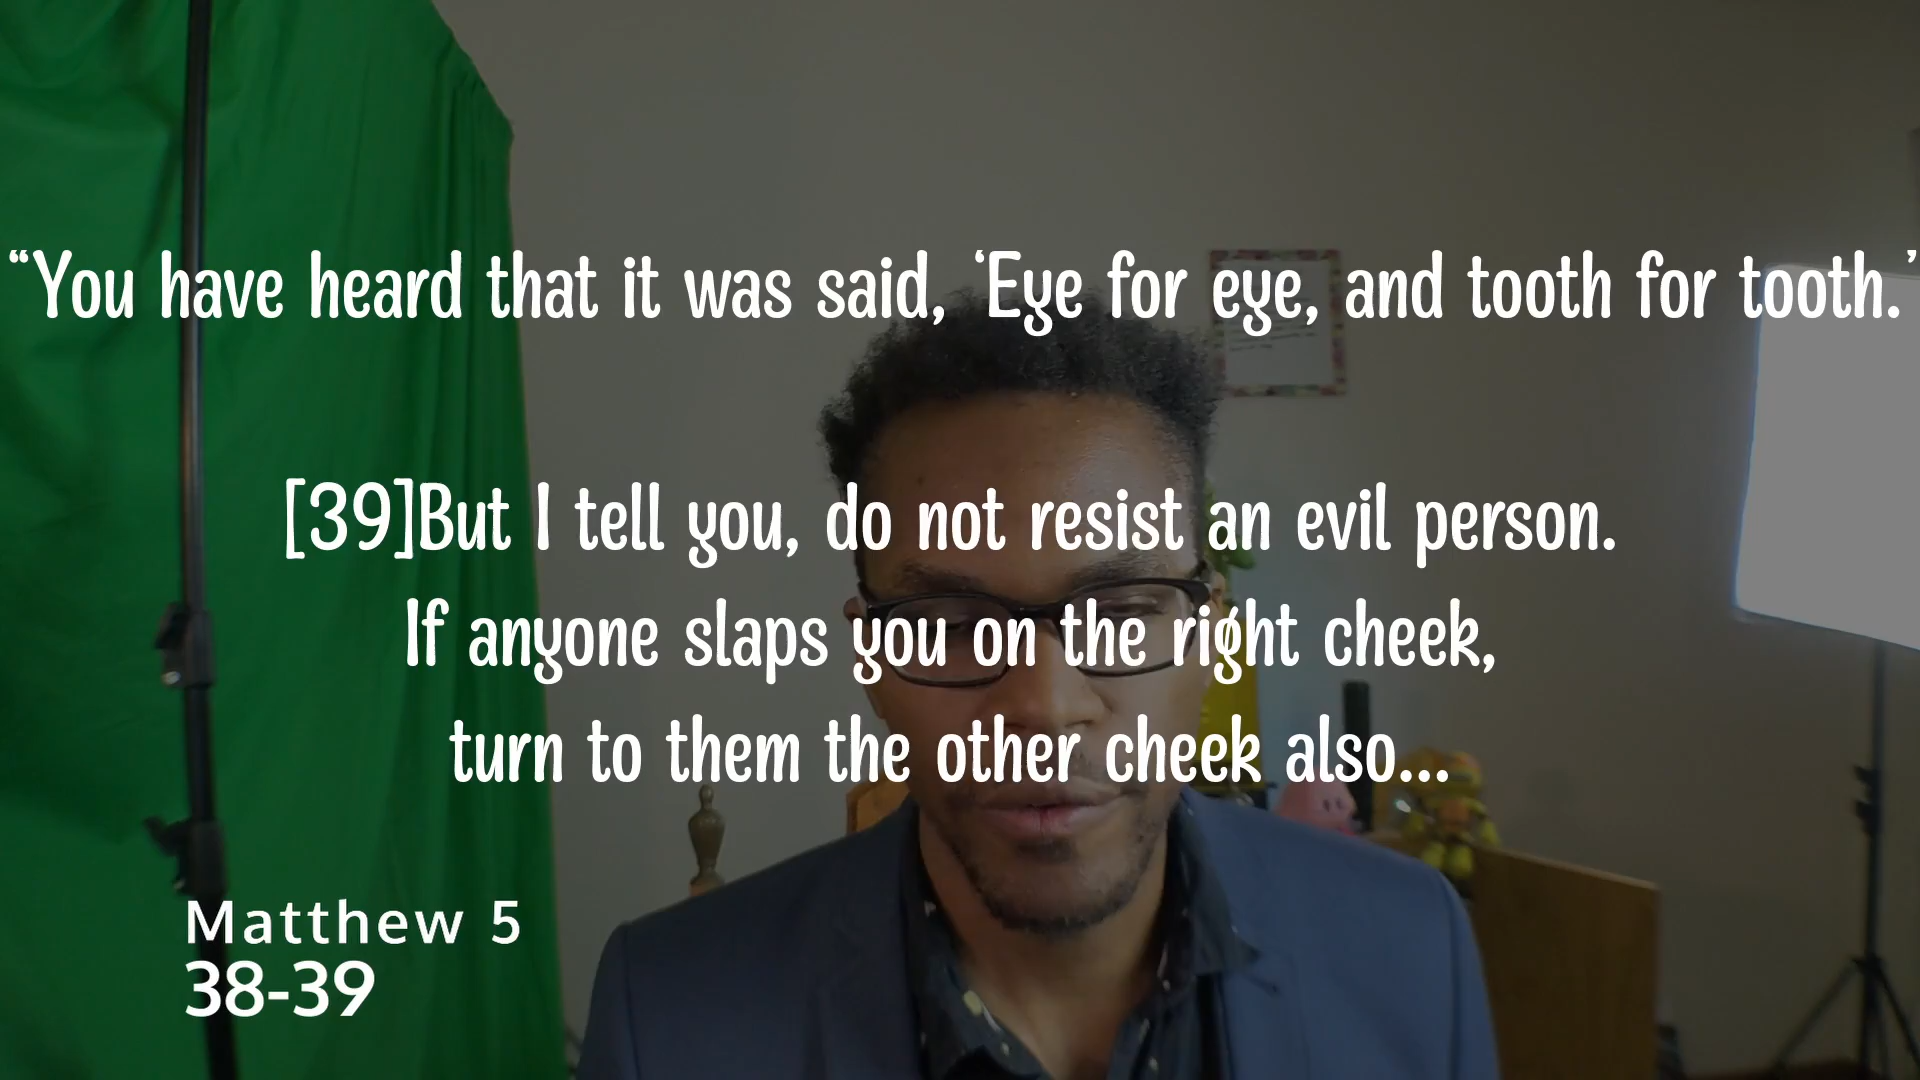 “You have heard that it was said, ‘Eye for eye, and tooth for tooth.’
[39]But I tell you, do not resist an evil person.
If anyone slaps you on the right cheek,
turn to them the other cheek also...
Matthew 5
38-39